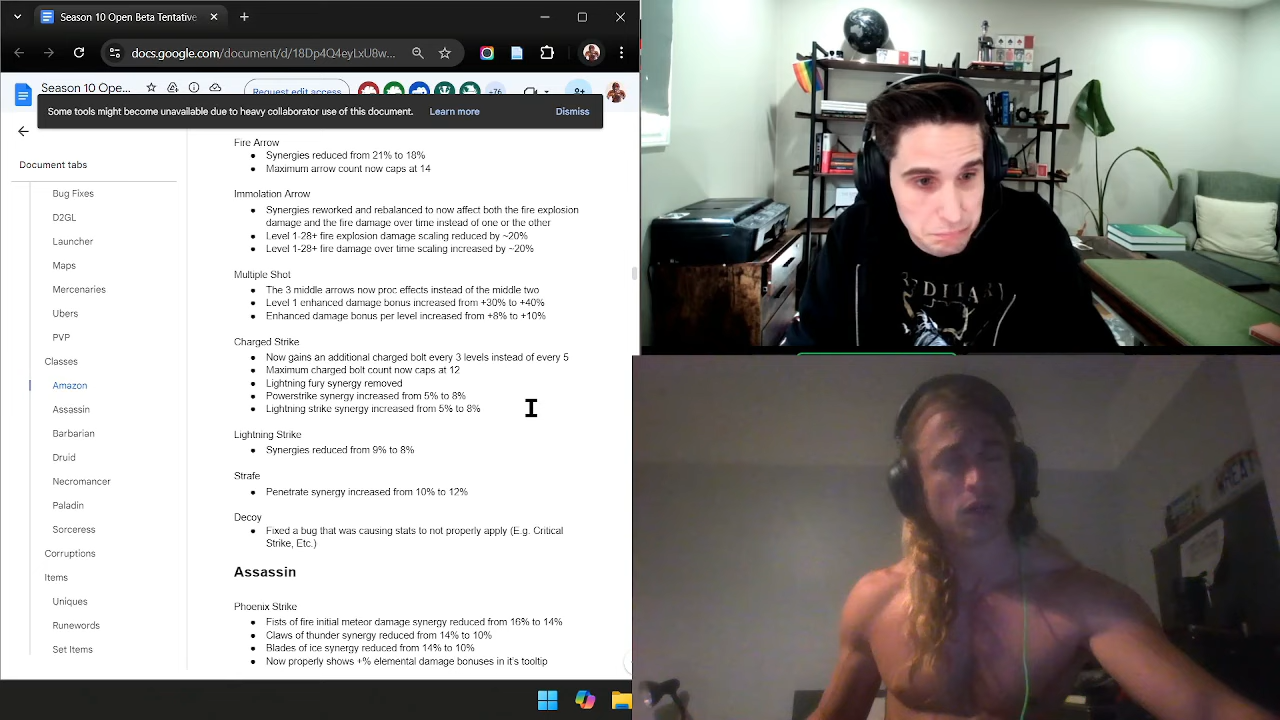 Season 10 Open Beta Tentative
docs.google.com/document/d/18Dp4Q4eyLxU8w...
Season 10 Ope...
Request edit access
Some tools might become unavailable due to heavy collaborator use of this document. Learn more Dismiss
Document tabs
Bug Fixes
D2GL
Launcher
Maps
Mercenaries
Ubers
PVP
Classes
Amazon
Assassin
Barbarian
Druid
Necromancer
Paladin
Sorceress
Corruptions
Items
Uniques
Runewords
Set Items
Fire Arrow
Synergies reduced from 21% to 18%
Maximum arrow count now caps at 14
Immolation Arrow
Synergies reworked and rebalanced to now affect both the fire explosion
damage and the fire damage over time instead of one or the other
Level 1-28+ fire explosion damage scaling reduced by ~20%
Level 1-28+ fire damage over time scaling increased by ~20%
Multiple Shot
The 3 middle arrows now proc effects instead of the middle two
Level 1 enhanced damage bonus increased from +30% to +40%
Enhanced damage bonus per level increased from +8% to +10%
Charged Strike
Now gains an additional charged bolt every 3 levels instead of every 5
Maximum charged bolt count now caps at 12
Lightning fury synergy removed
Powerstrike synergy increased from 5% to 8%
Lightning strike synergy increased from 5% to 8%
Lightning Strike
Synergies reduced from 9% to 8%
Strafe
Penetrate synergy increased from 10% to 12%
Decoy
Fixed a bug that was causing stats to not properly apply (E.g. Critical
Strike, Etc.)
Assassin
Phoenix Strike
Fists of fire initial meteor damage synergy reduced from 16% to 14%
Claws of thunder synergy reduced from 14% to 10%
Blades of ice synergy reduced from 14% to 10%
Now properly shows +% elemental damage bonuses in it's tooltip